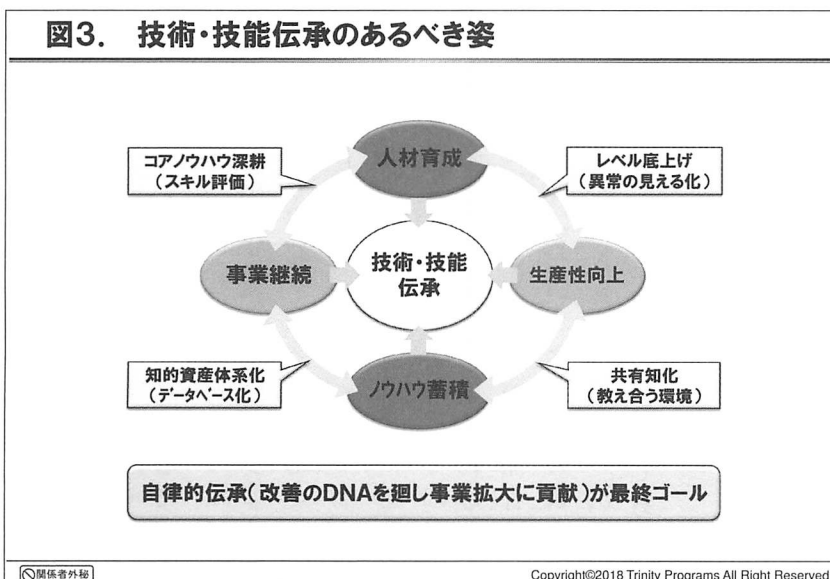 図3. 技術・技能伝承のあるべき姿
人材育成
コアノウハウ深耕
(スキル評価)
レベル底上げ
(異常の見える化)
事業継続
技術・技能
伝承
生産性向上
知的資産体系化
(データベース化)
ノウハウ蓄積
共有知化
(教え合う環境)
自律的伝承(改善のDNAを廻し事業拡大に貢献)が最終ゴール
関係者外秘
Copyright©2018 Trinity Programs All Right Reserved